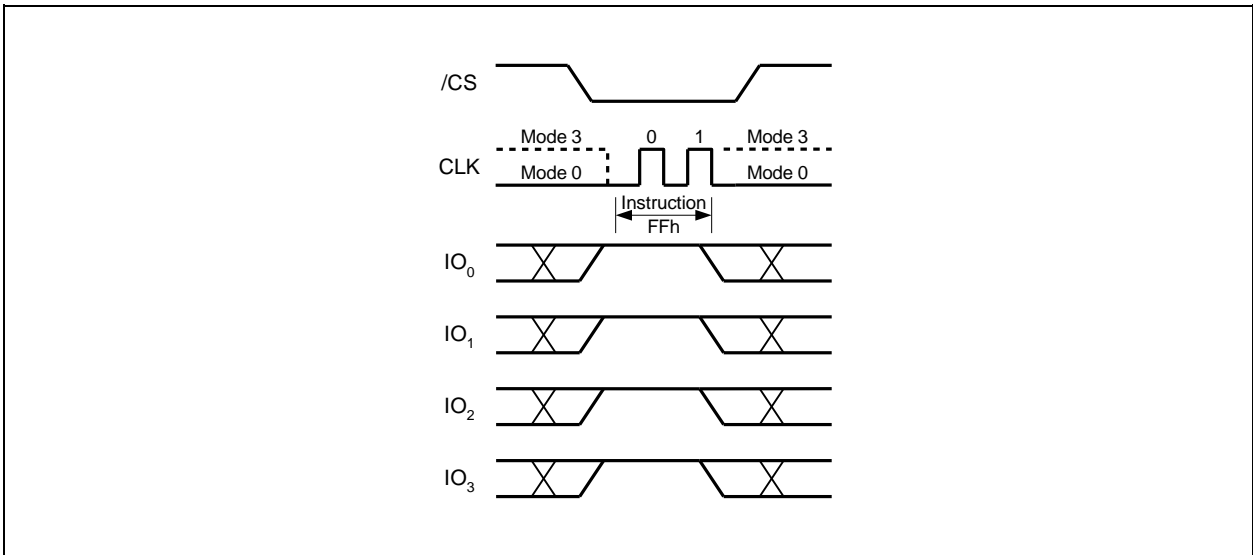 /CS
Mode 3 0 1 Mode 3
CLK
Mode 0 Mode 0
Instruction
FFh
IO0
IO1
IO2
IO3